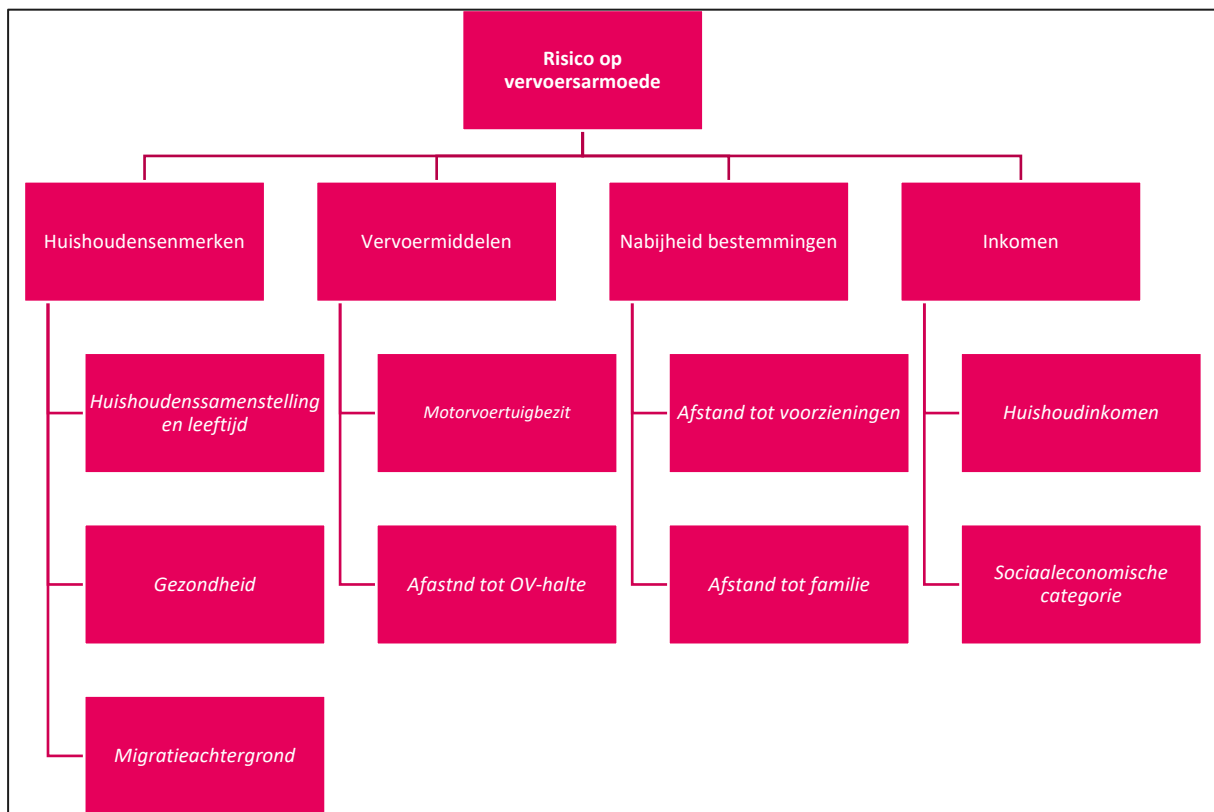 Risico op
vervoersarmoede
Huishoudensenmerken
Vervoermiddelen
Nabijheid bestemmingen
Inkomen
Huishoudenssamenstelling
en leeftijd
Motorvoertuigbezit
Afstand tot voorzieningen
Huishoudinkomen
Gezondheid
Afastnd tot OV-halte
Afstand tot familie
Sociaaleconomische
categorie
Migratieachtergrond